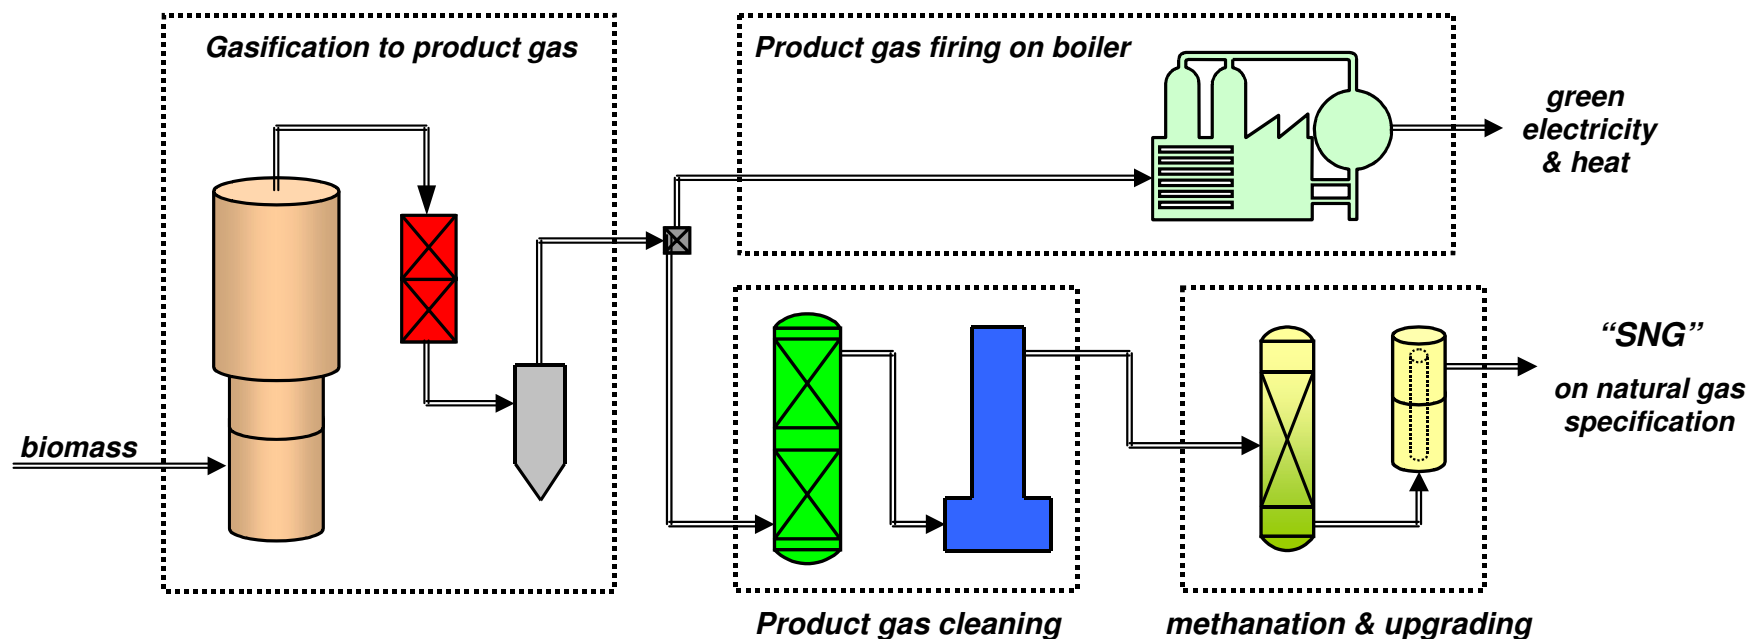 Gasification to product gas
Product gas firing on boiler
green
electricity
& heat
biomass
“SNG”
on natural gas
specification
Product gas cleaning
methanation & upgrading